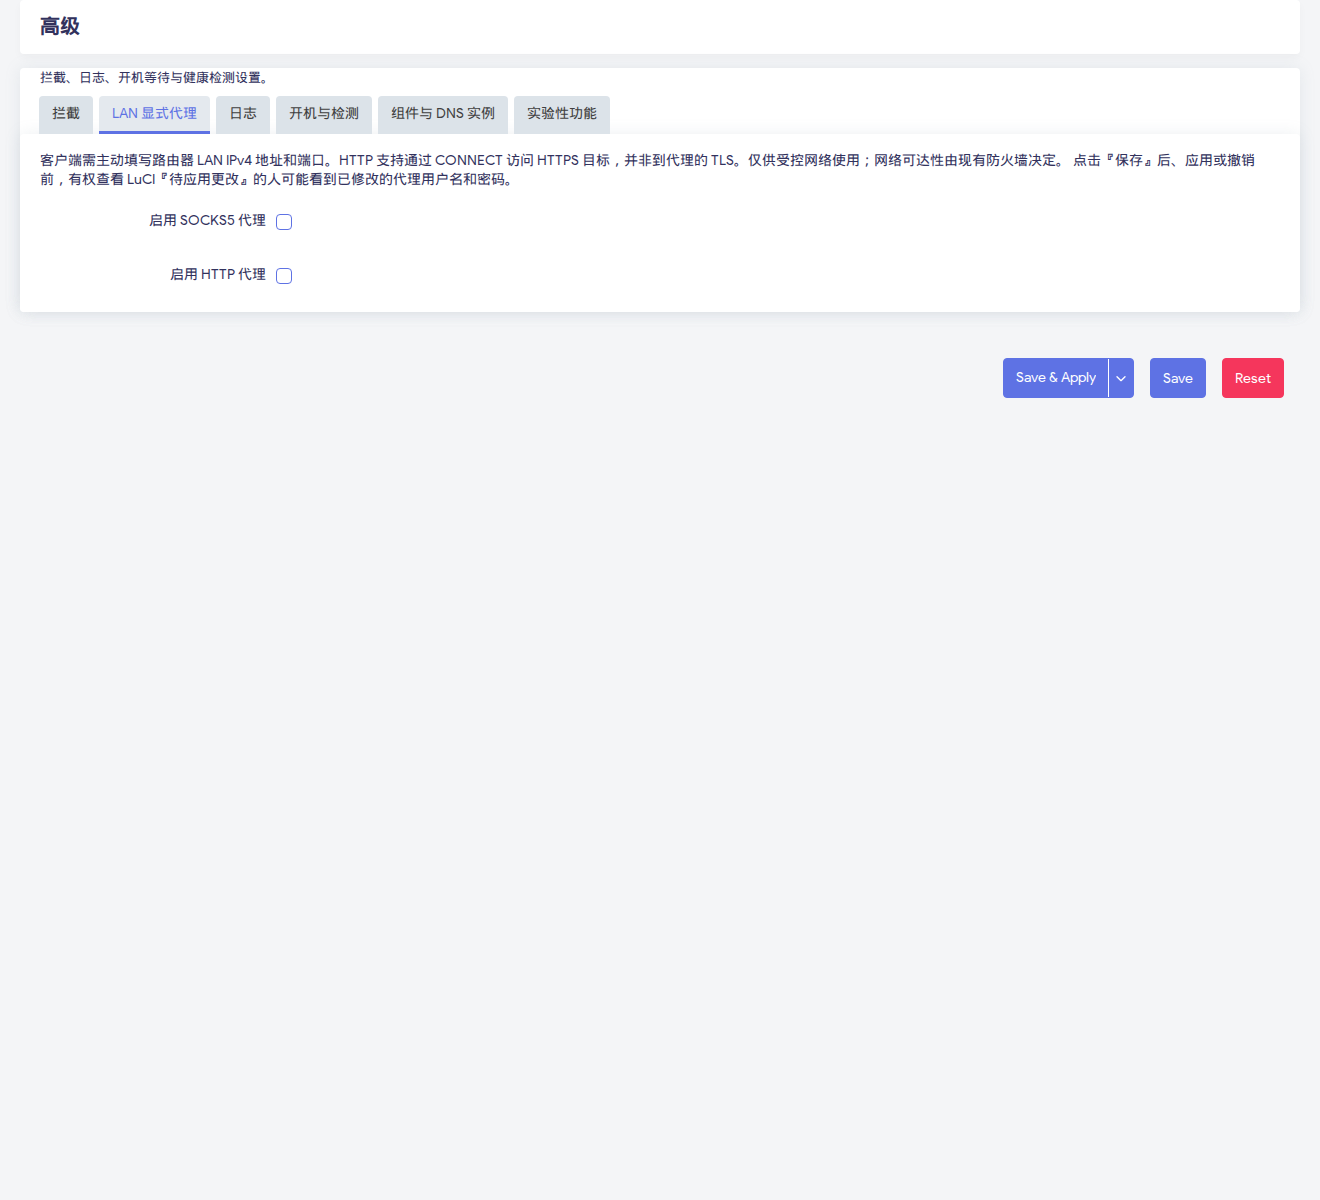 高级
拦截、日志、开机等待与健康检测设置。
拦截
LAN 显式代理
日志
开机与检测
组件与 DNS 实例
实验性功能
客户端需主动填写路由器 LAN IPv4 地址和端口。HTTP 支持通过 CONNECT 访问 HTTPS 目标，并非到代理的 TLS。仅供受控网络使用；网络可达性由现有防火墙决定。 点击『保存』后、应用或撤销
前，有权查看 LuCI『待应用更改』的人可能看到已修改的代理用户名和密码。
启用 SOCKS5 代理
启用 HTTP 代理
Save & Apply
Save
Reset